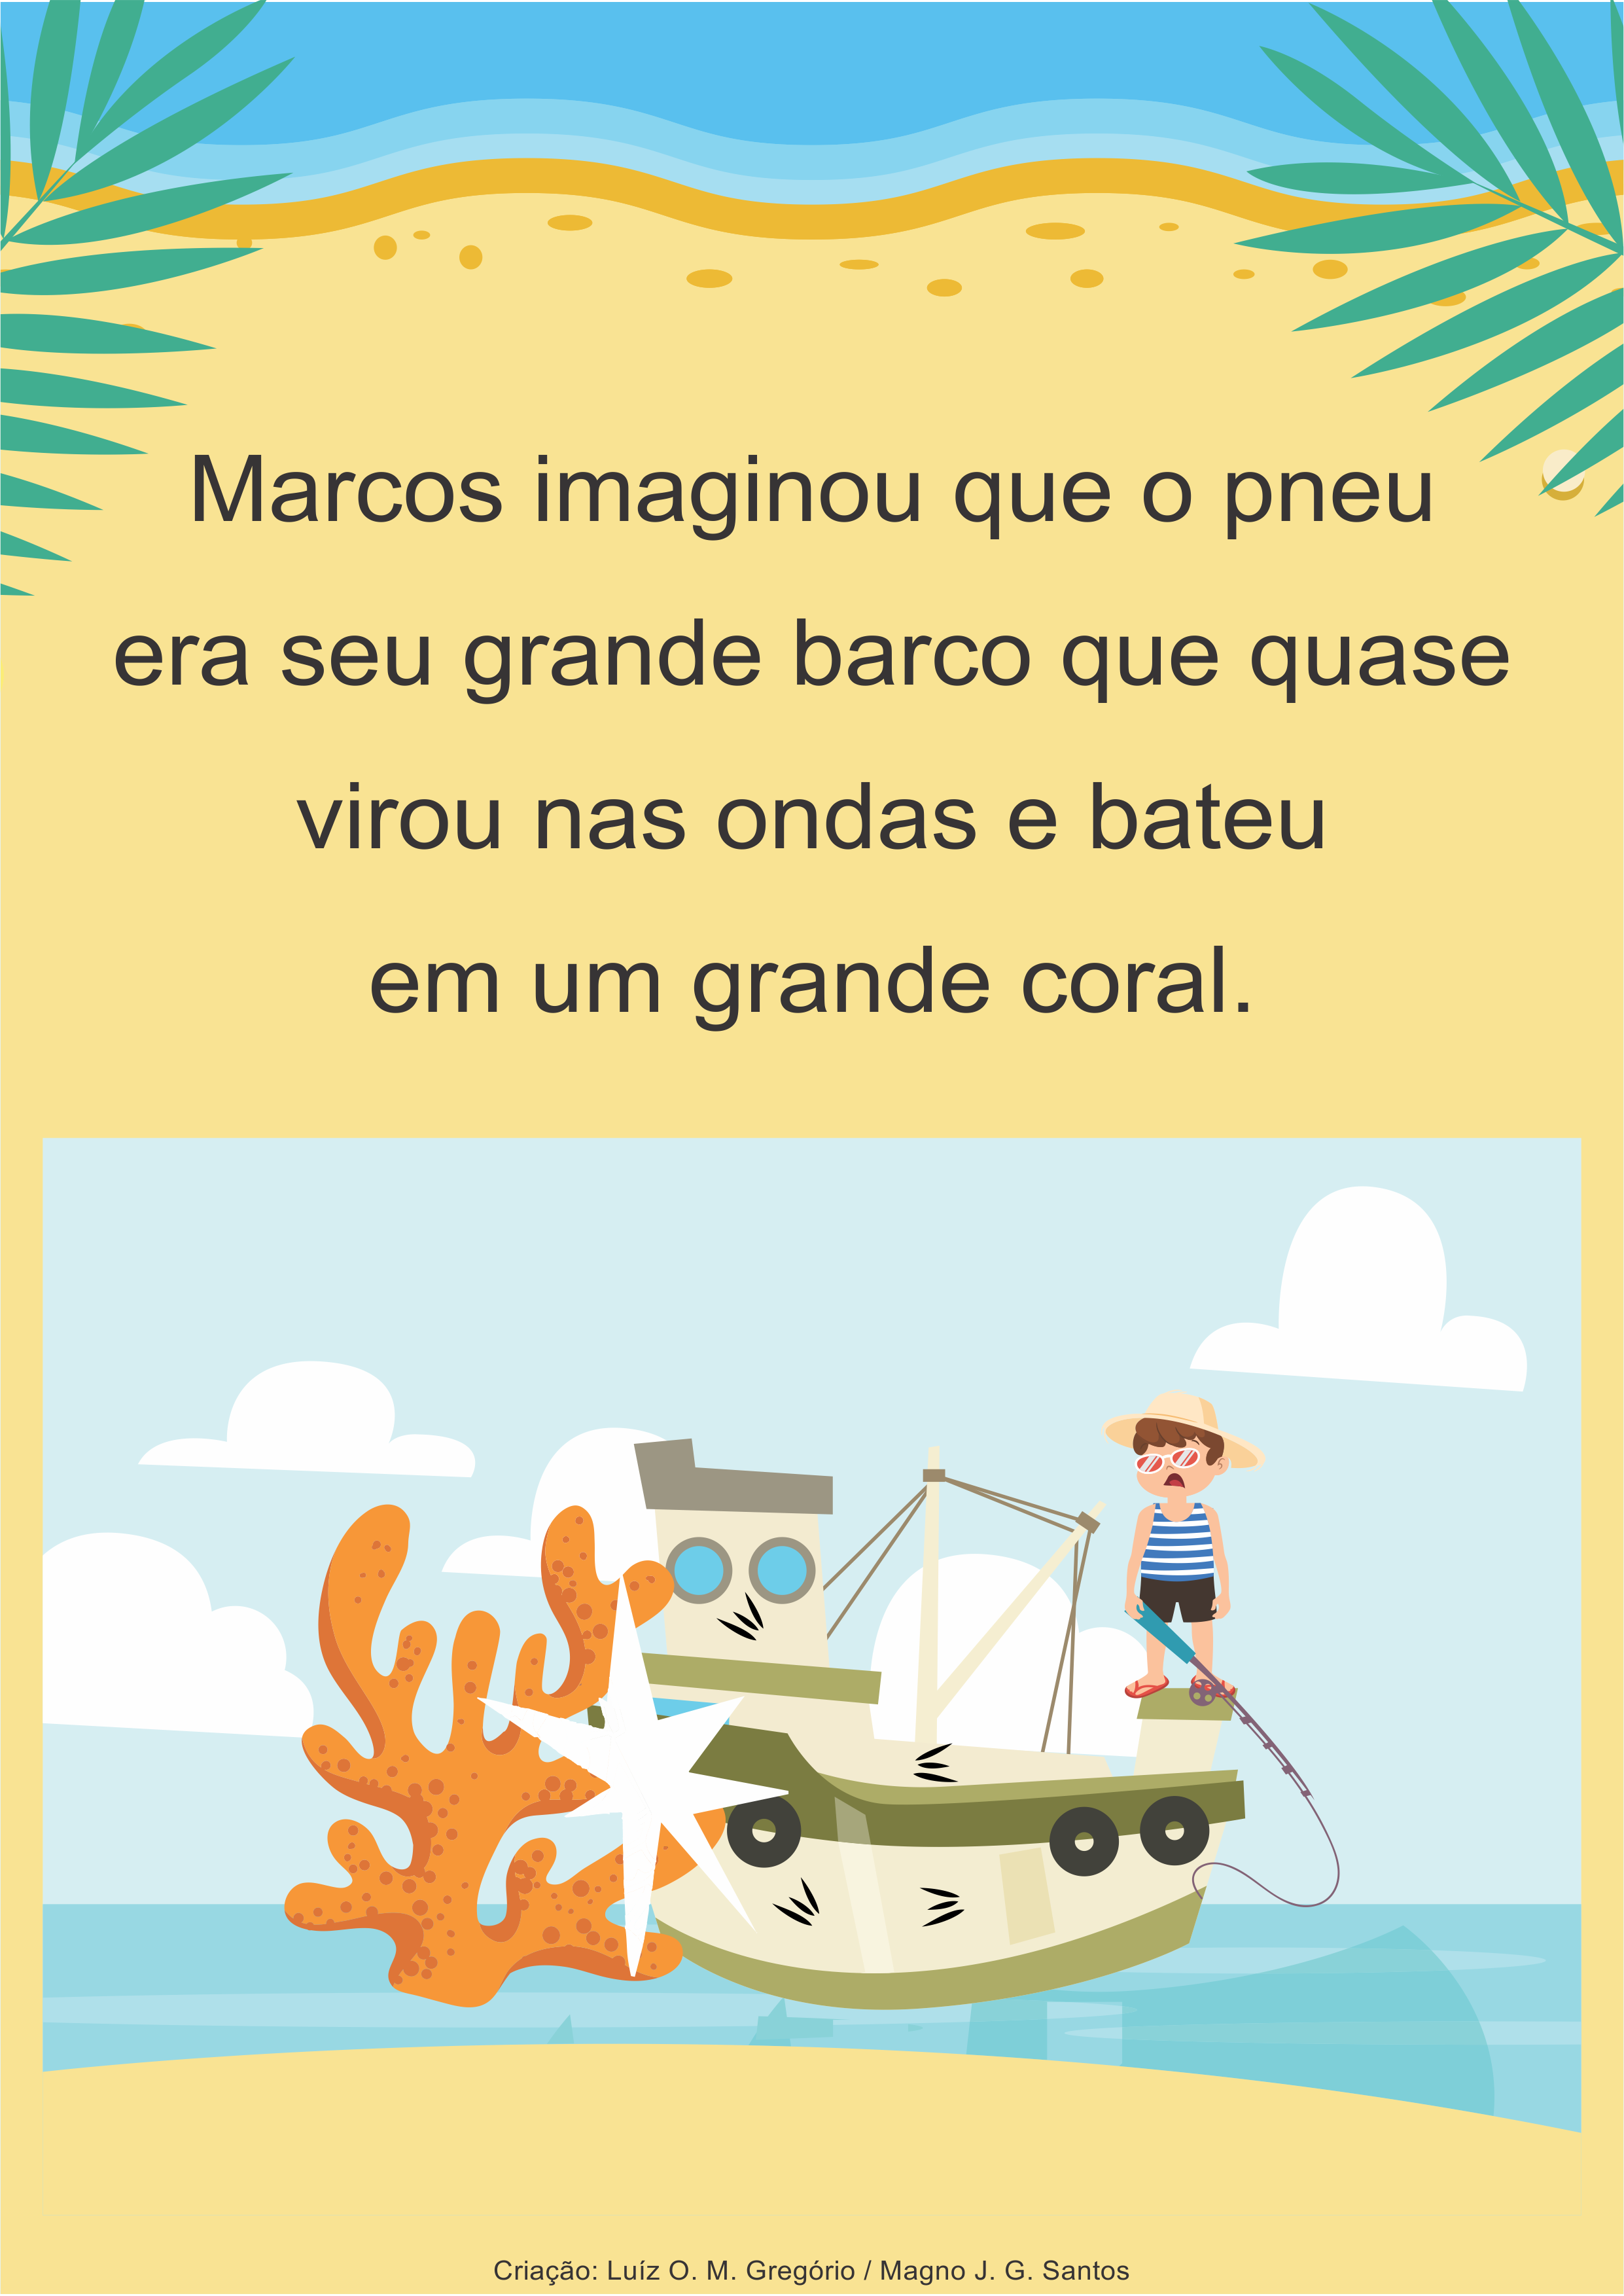 Marcos imaginou que o pneu
era seu grande barco que quase
virou nas ondas e bateu
em um grande coral.
Criação: Luíz O. M. Gregório / Magno J. G. Santos